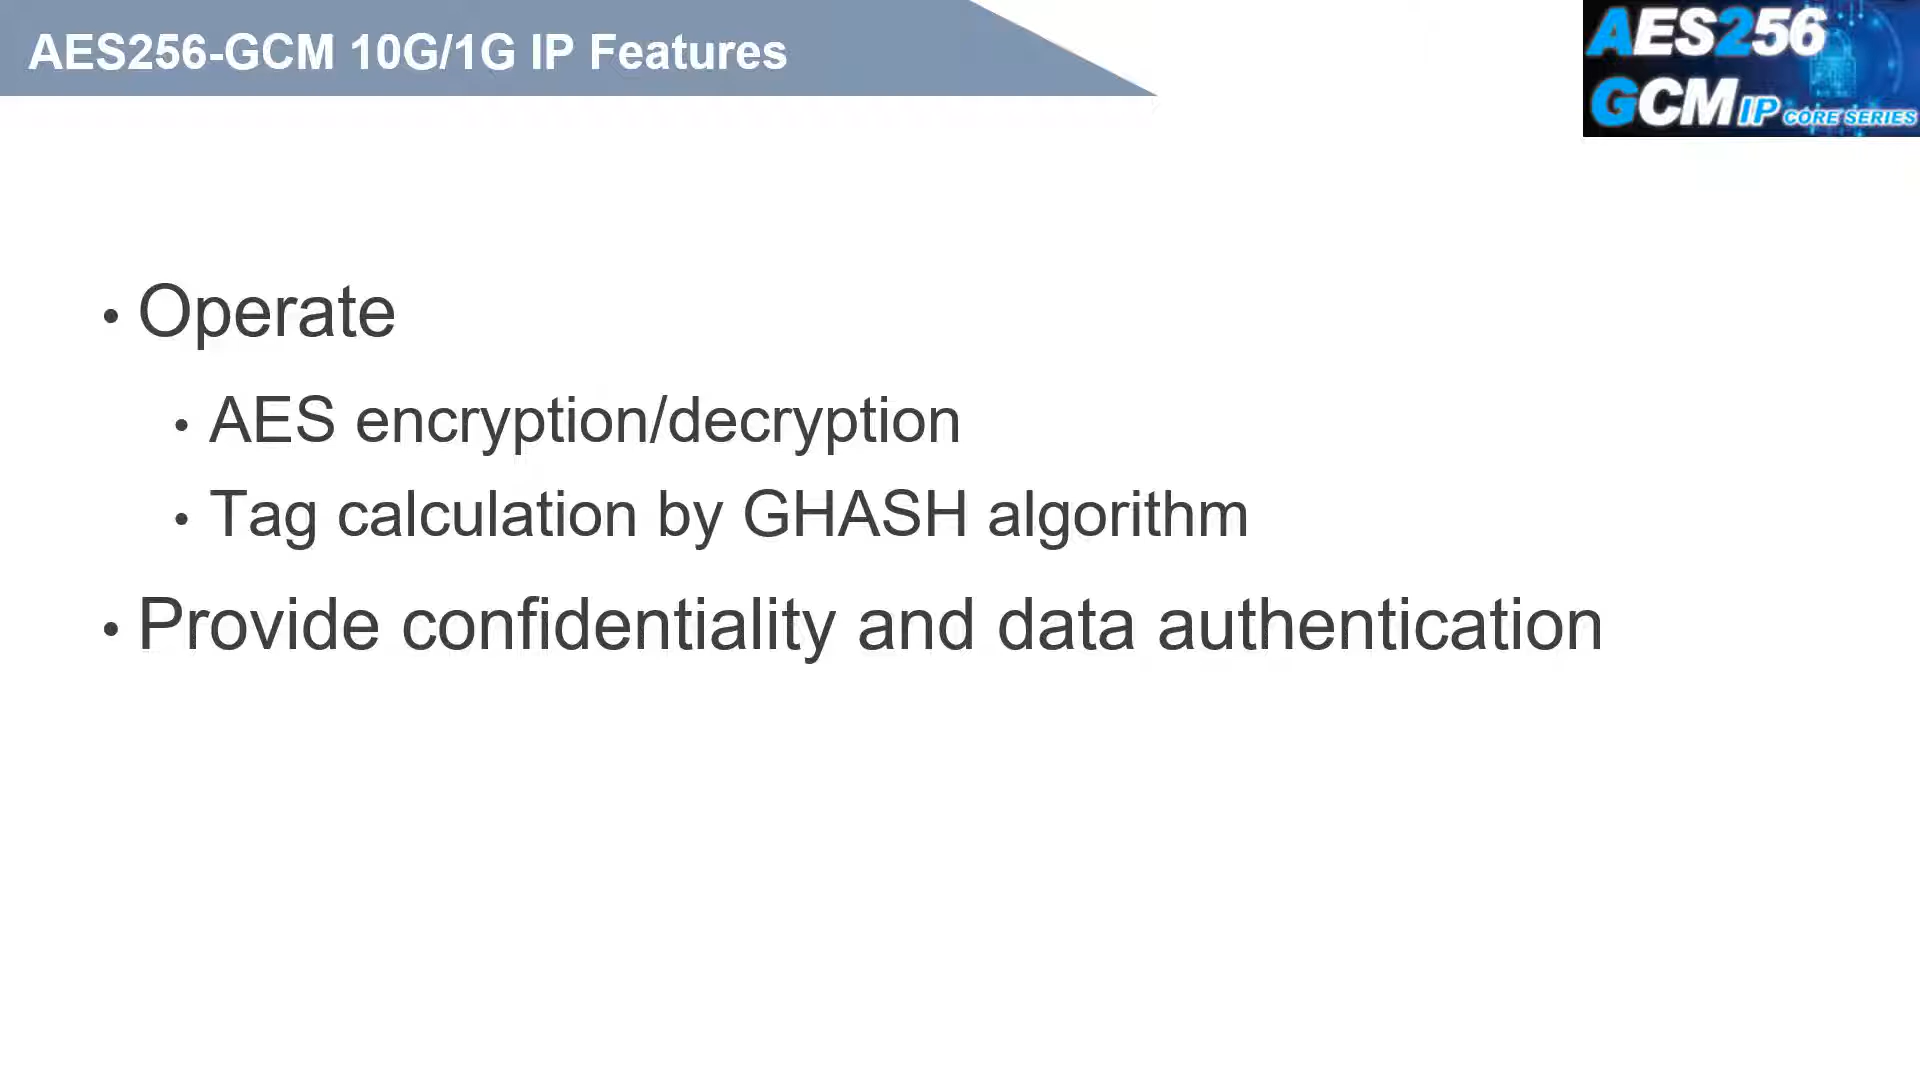 AES256-GCM 10G/1G IP Features
AES256
GCM IP CORE SERIES
• Operate
• AES encryption/decryption
• Tag calculation by GHASH algorithm
• Provide confidentiality and data authentication